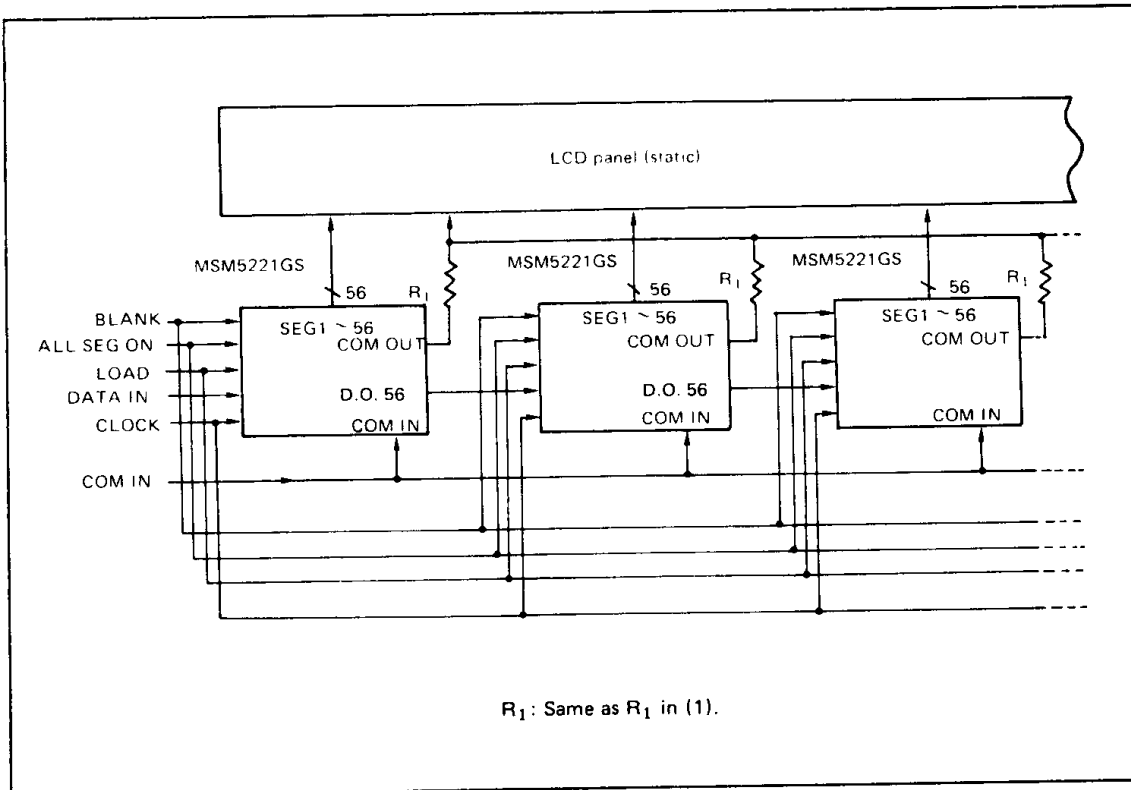 LCD panel (static)
MSM5221GS
MSM5221GS
MSM5221GS
56
R1
56
R1
56
R1
BLANK
ALL SEG ON
LOAD
DATA IN
CLOCK
COM IN
SEG1 ~ 56
COM OUT
D.O. 56
COM IN
SEG1 ~ 56
COM OUT
D.O. 56
COM IN
SEG1 ~ 56
COM OUT
COM IN
R1: Same as R1 in (1).